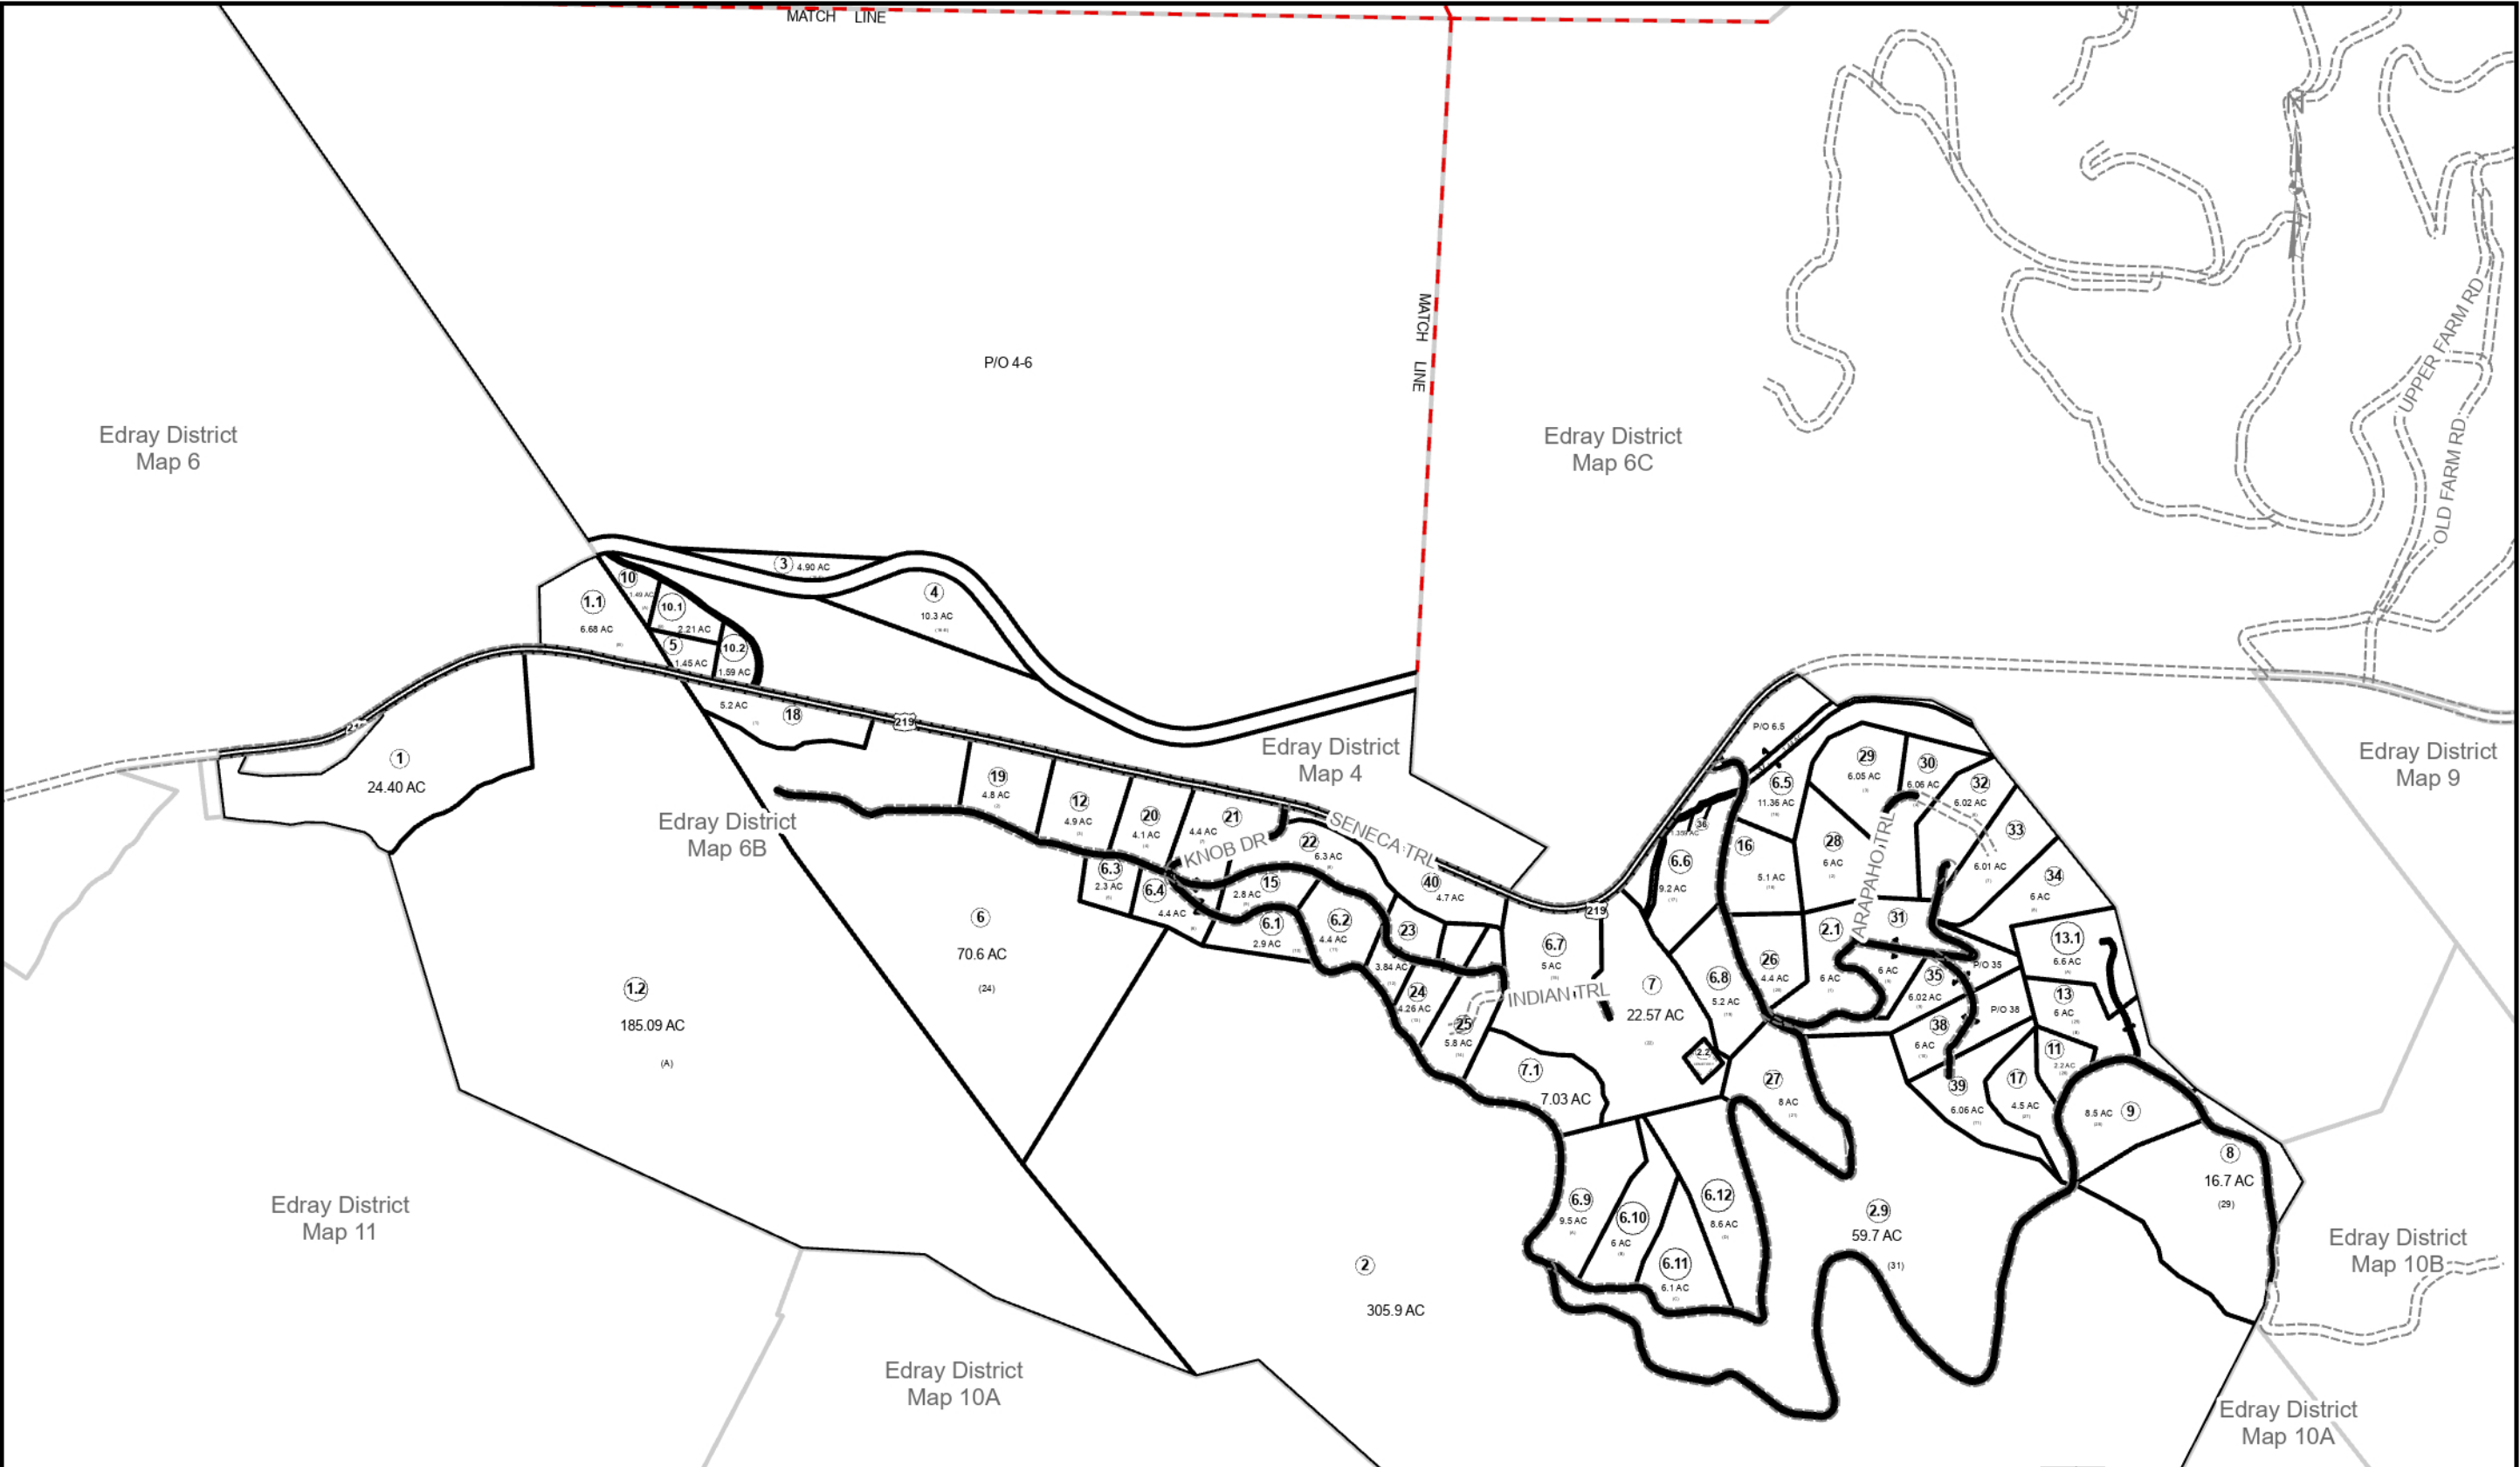 MATCH LINE
MATCH LINE
P/O 4-6
Edray District
Map 6
Edray District
Map 6C
UPPER FARM RD
OLD FARM RD
3 4.90 AC
4
10.3 AC
10
1.49 AC
10.1
2.21 AC
1.1
6.68 AC
5
1.45 AC
10.2
1.59 AC
5.2 AC
18
219
1
24.40 AC
Edray District
Map 4
Edray District
Map 9
P/O 6.5
29
6.05 AC
30
6.06 AC
6.5
11.36 AC
32
6.02 AC
19
4.8 AC
12
4.9 AC
20
4.1 AC
21
4.4 AC
KNOB DR
SENECA TRL
22
6.3 AC
Edray District
Map 6B
36
16
5.1 AC
28
6 AC
ARAPAHO TRL
33
6.01 AC
34
6 AC
6.6
9.2 AC
6.3
2.3 AC
6.4
4.4 AC
15
2.8 AC
40
4.7 AC
219
6
70.6 AC
(24)
6.1
2.9 AC
6.2
4.4 AC
23
3.84 AC
24
4.26 AC
25
5.8 AC
6.7
5 AC
INDIAN TRL
7
22.57 AC
6.8
5.2 AC
26
4.4 AC
2.1
6 AC
31
6 AC
35
6.02 AC
P/O 35
13.1
6.6 AC
13
6 AC
P/O 38
38
6 AC
11
2.2 AC
1.2
185.09 AC
(A)
2.2
7.1
7.03 AC
27
8 AC
39
6.06 AC
17
4.5 AC
8.5 AC
9
8
16.7 AC
(29)
6.9
9.5 AC
6.10
6 AC
6.11
6.1 AC
6.12
8.6 AC
2.9
59.7 AC
(31)
Edray District
Map 11
Edray District
Map 10B
2
305.9 AC
Edray District
Map 10A
Edray District
Map 10A